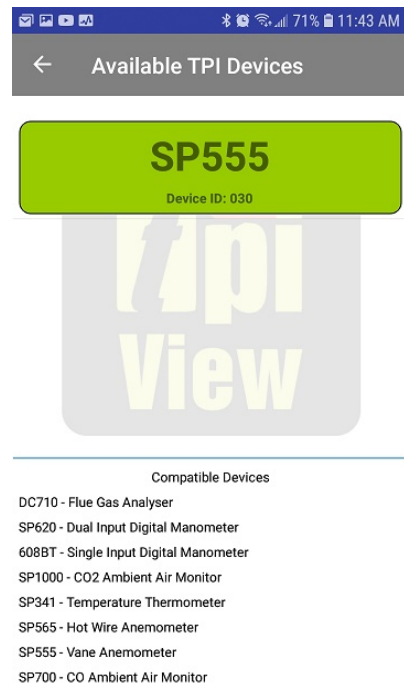 71% 11:43 AM
Available TPI Devices
SP555
Device ID: 030
tpi
View
Compatible Devices
DC710 - Flue Gas Analyser
SP620 - Dual Input Digital Manometer
608BT - Single Input Digital Manometer
SP1000 - CO2 Ambient Air Monitor
SP341 - Temperature Thermometer
SP565 - Hot Wire Anemometer
SP555 - Vane Anemometer
SP700 - CO Ambient Air Monitor